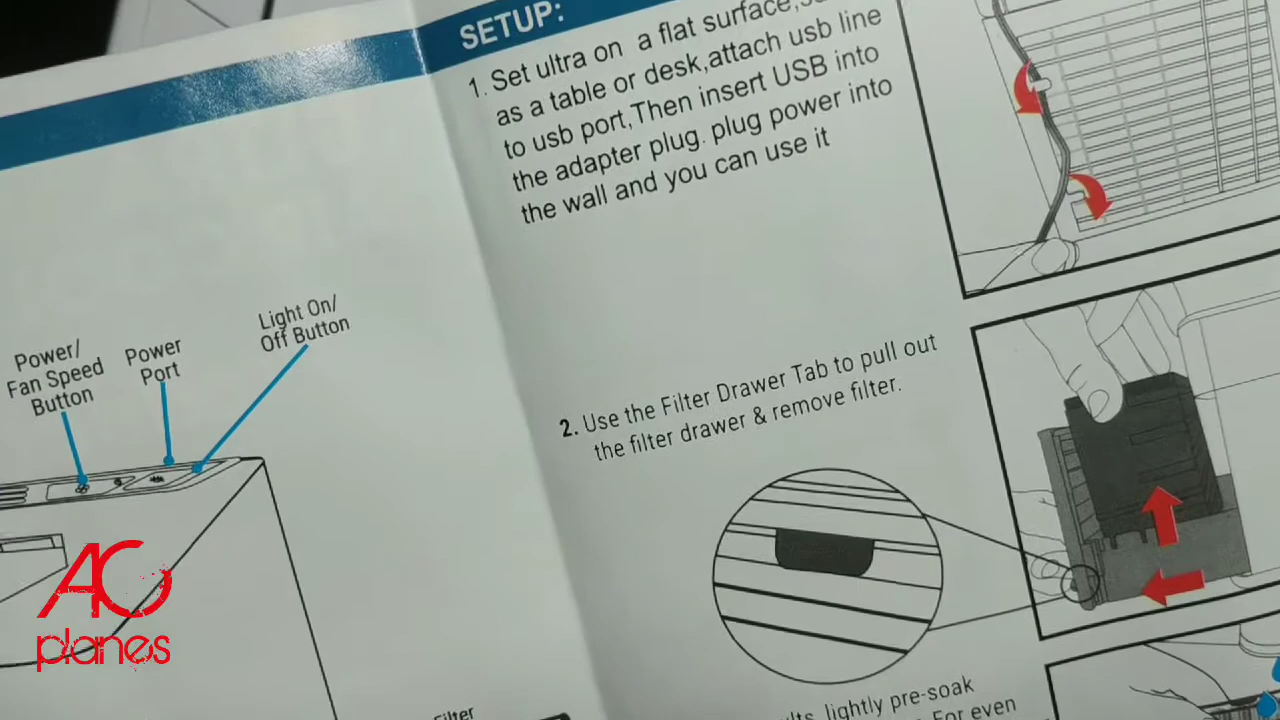 SETUP:
1. Set ultra on a flat surface,
as a table or desk,attach usb line
to usb port,Then insert USB into
the adapter plug. plug power into
the wall and you can use it
Light On/
Off Button
Power
Port
Power/
Fan Speed
Button
2. Use the Filter Drawer Tab to pull out
the filter drawer & remove filter.
lightly pre-soak
For even
Filter
AO
planes